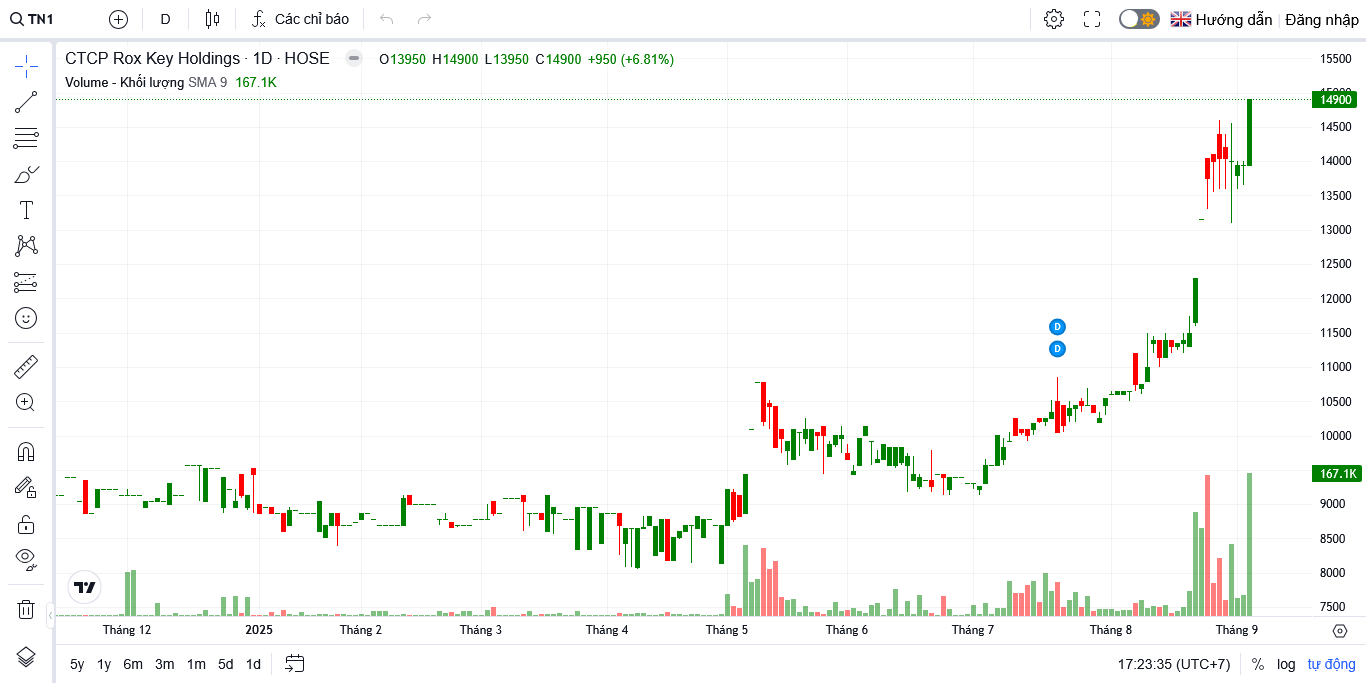 TN1 D Các chỉ báo Hướng dẫn Đăng nhập
CTCP Rox Key Holdings · 1D · HOSE O13950 H14900 L13950 C14900 +950 (+6.81%)
Volume - Khối lượng SMA 9 167.1K
15500
15000
14900
14500
14000
13500
13000
12500
12000
D
11500
D
11000
10500
10000
167.1K
9000
8500
8000
7500
Tháng 12 2025 Tháng 2 Tháng 3 Tháng 4 Tháng 5 Tháng 6 Tháng 7 Tháng 8 Tháng 9
5y 1y 6m 3m 1m 5d 1d 17:23:35 (UTC+7) % log tự động